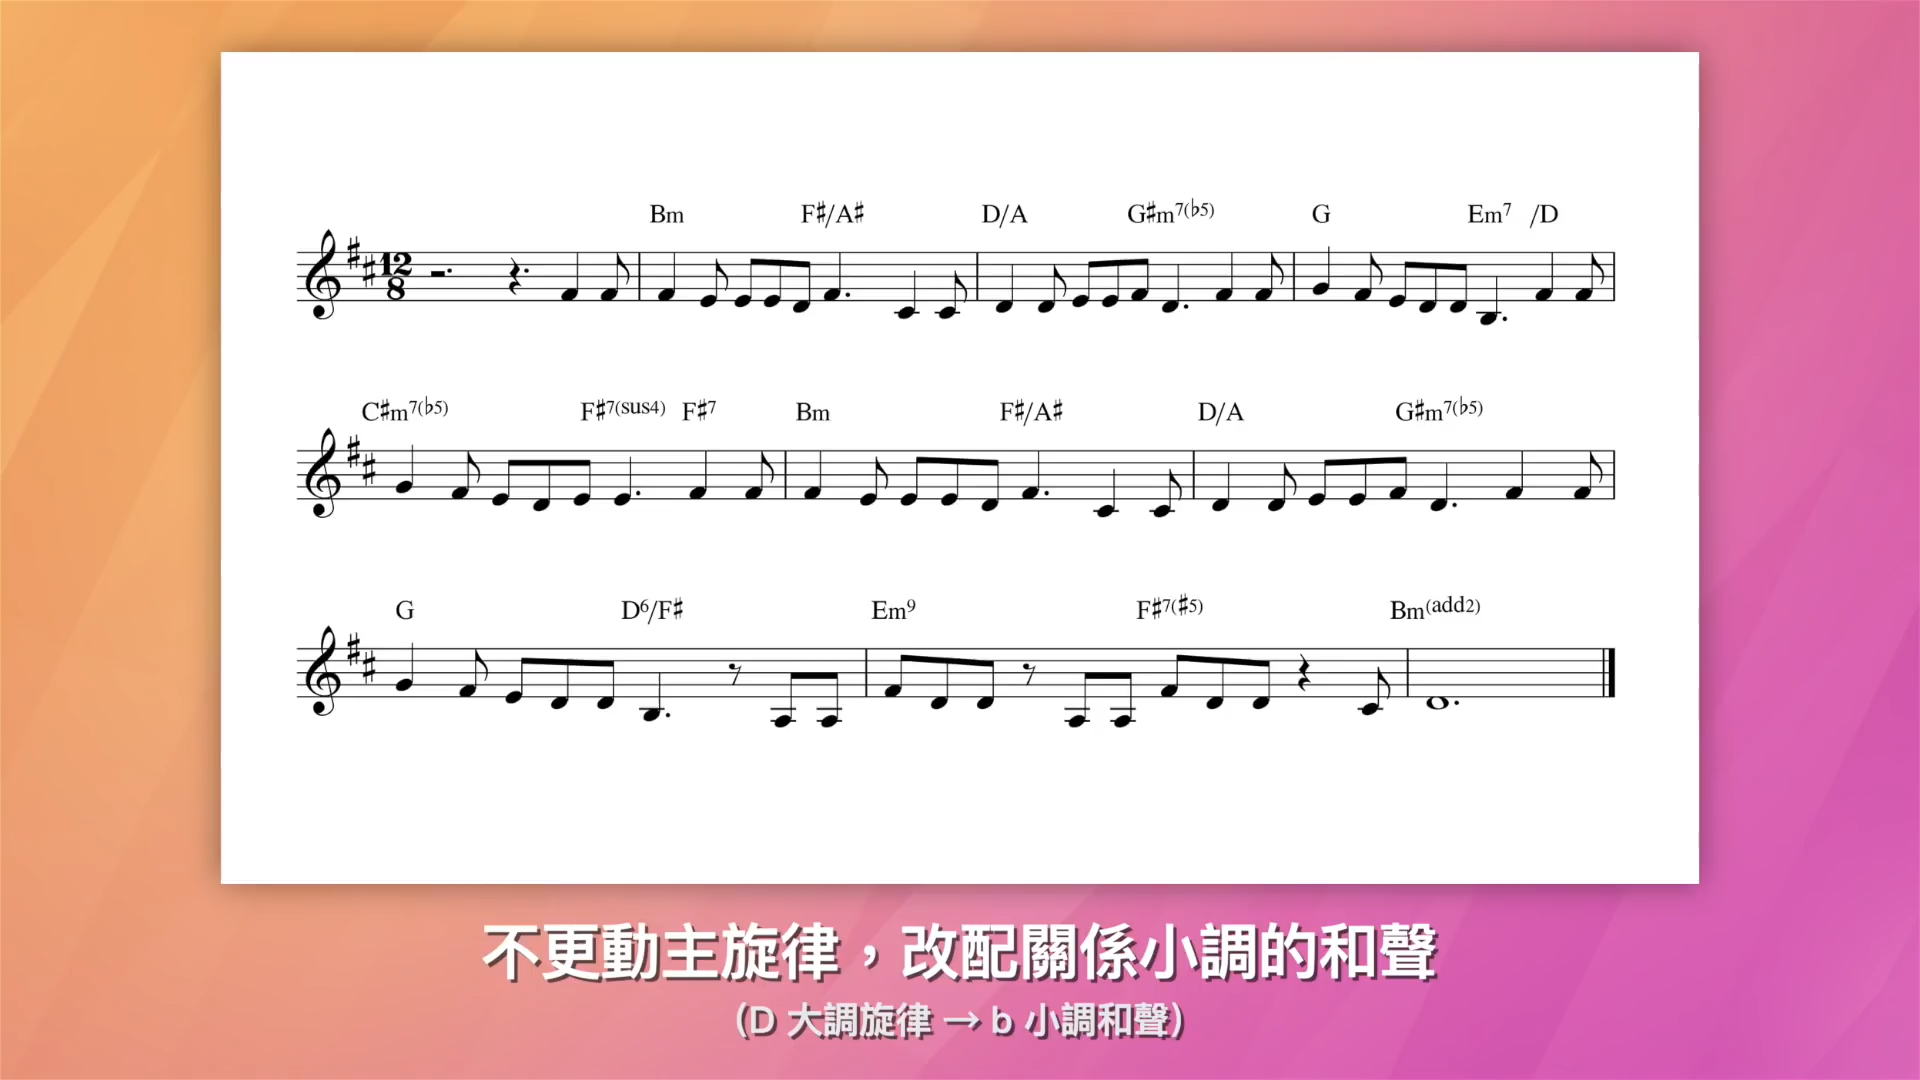 Bm F♯/A♯ D/A G♯m7(♭5) G Em7 /D
12
8
C♯m7(♭5) F♯7(sus4) F♯7 Bm F♯/A♯ D/A G♯m7(♭5)
G D6/F♯ Em9 F♯7(♯5) Bm(add2)
不更動主旋律，改配關係小調的和聲
(D 大調旋律 → b 小調和聲)